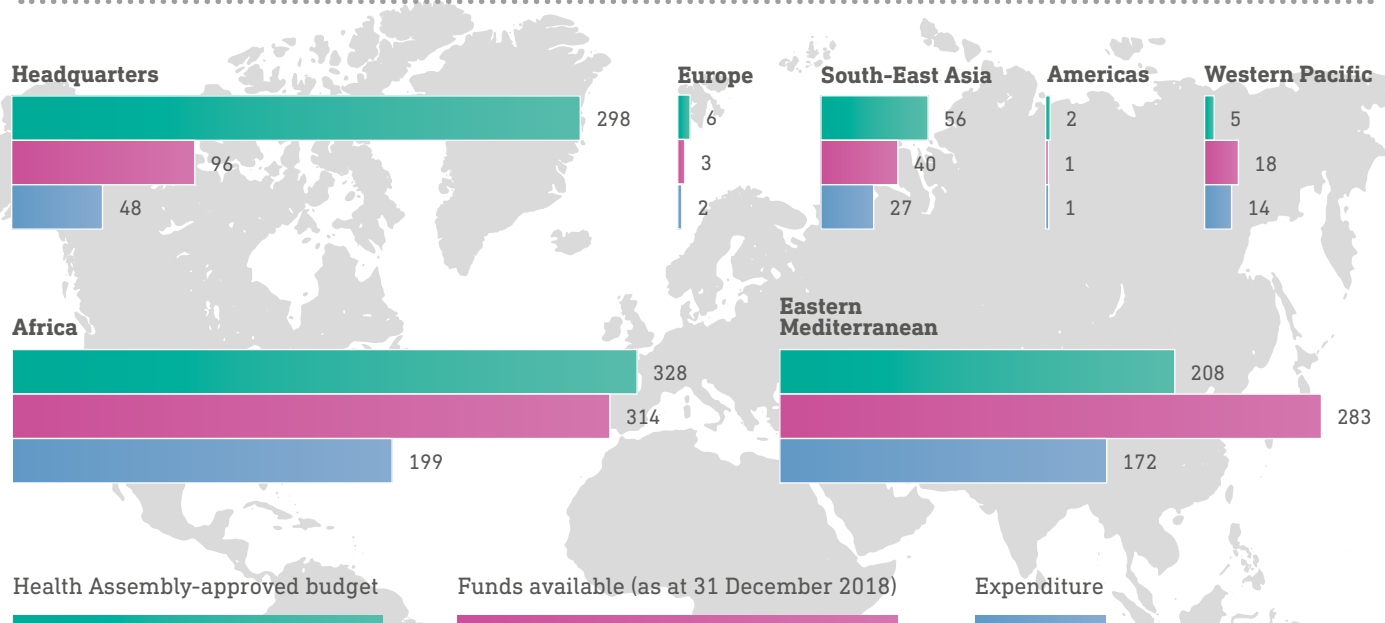 Headquarters
298
96
48
Europe
6
3
2
South-East Asia
56
40
27
Americas
2
1
1
Western Pacific
5
18
14
Africa
328
314
199
Eastern
Mediterranean
208
283
172
Health Assembly-approved budget
Funds available (as at 31 December 2018)
Expenditure